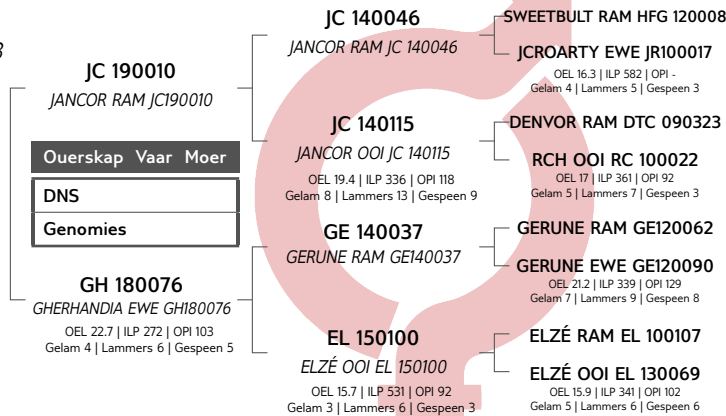 JC 190010
JANCOR RAM JC190010
Ouerskap Vaar Moer
DNS
Genomies
GH 180076
GHERHANDIA EWE GH180076
OEL 22.7 | ILP 272 | OPI 103
Gelam 4 | Lammers 6 | Gespeen 5
JC 140046
JANCOR RAM JC 140046
JC 140115
JANCOR OOI JC 140115
OEL 19.4 | ILP 336 | OPI 118
Gelam 8 | Lammers 13 | Gespeen 9
GE 140037
GERUNE RAM GE140037
EL 150100
ELZÉ OOI EL 150100
OEL 15.7 | ILP 531 | OPI 92
Gelam 3 | Lammers 6 | Gespeen 3
SWEETBULT RAM HFG 120008
JCROARTY EWE JR100017
OEL 16.3 | ILP 582 | OPI -
Gelam 4 | Lammers 5 | Gespeen 3
DENVOR RAM DTC 090323
RCH OOI RC 100022
OEL 17 | ILP 361 | OPI 92
Gelam 5 | Lammers 7 | Gespeen 3
GERUNE RAM GE120062
GERUNE EWE GE120090
OEL 21.2 | ILP 339 | OPI 129
Gelam 7 | Lammers 9 | Gespeen 8
ELZÉ RAM EL 100107
ELZÉ OOI EL 130069
OEL 15.9 | ILP 341 | OPI 102
Gelam 5 | Lammers 6 | Gespeen 6